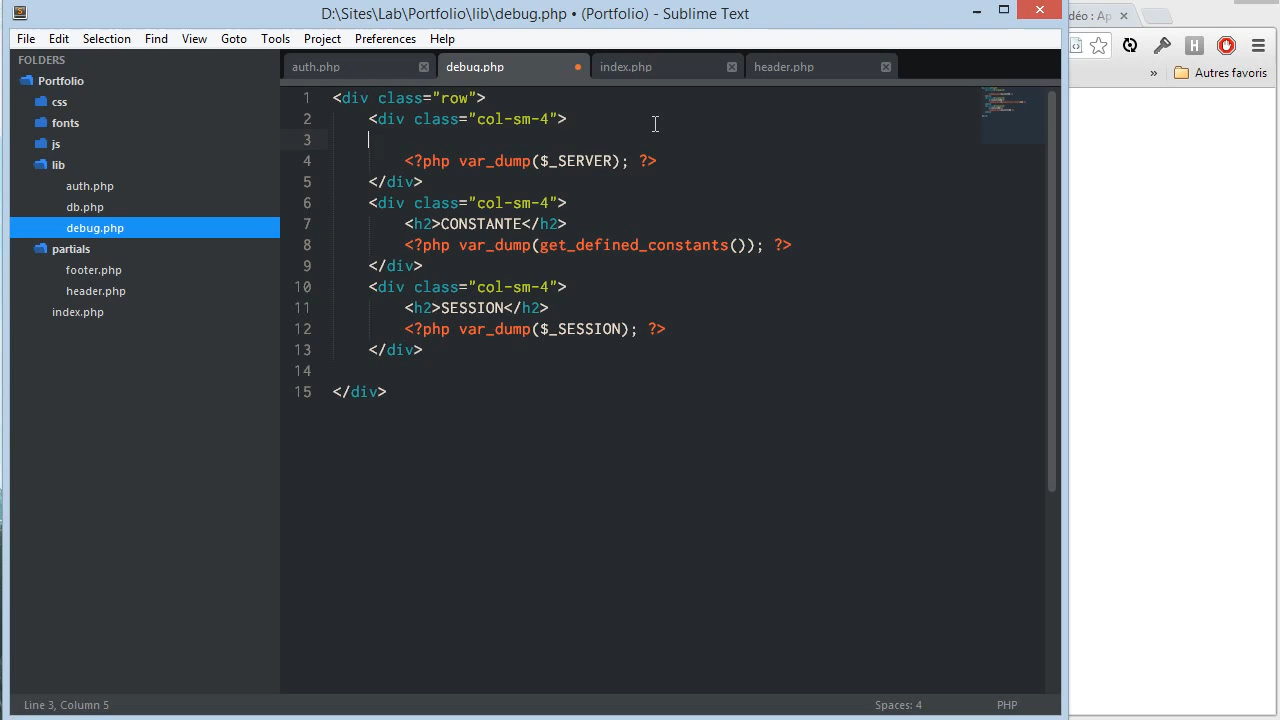 D:\Sites\Lab\Portfolio\lib\debug.php • (Portfolio) - Sublime Text
déo : Ap
File Edit Selection View Goto Tools Project Preferences Help
» Autres favoris
FOLDERS
Portfolio
css
fonts
js
lib
auth.php
db.php
debug.php
partials
footer.php
header.php
index.php
auth.php debug.php index.php header.php
1 <div class="row">
2 <div class="col-sm-4">
3
4 <?php var_dump($_SERVER); ?>
5 </div>
6 <div class="col-sm-4">
7 <h2>CONSTANTE</h2>
8 <?php var_dump(get_defined_constants()); ?>
9 </div>
10 <div class="col-sm-4">
11 <h2>SESSION</h2>
12 <?php var_dump($_SESSION); ?>
13 </div>
14
15 </div>
Line 3, Column 5 Spaces: 4 PHP